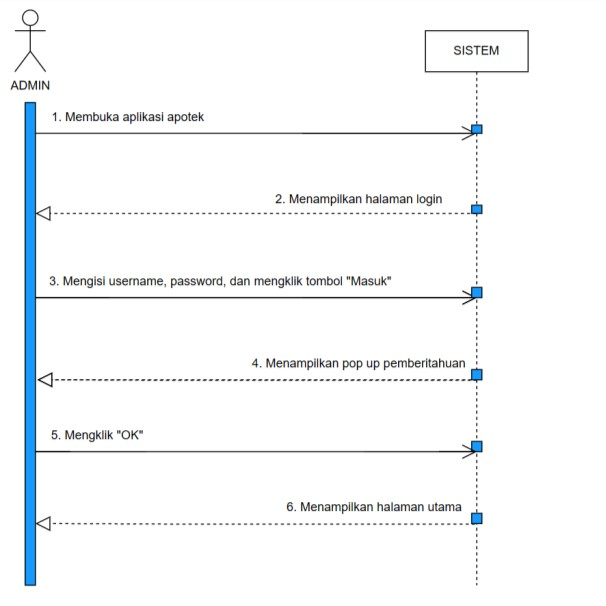 SISTEM
ADMIN
1. Membuka aplikasi apotek
2. Menampilkan halaman login
3. Mengisi username, password, dan mengklik tombol "Masuk"
4. Menampilkan pop up pemberitahuan
5. Mengklik "OK"
6. Menampilkan halaman utama